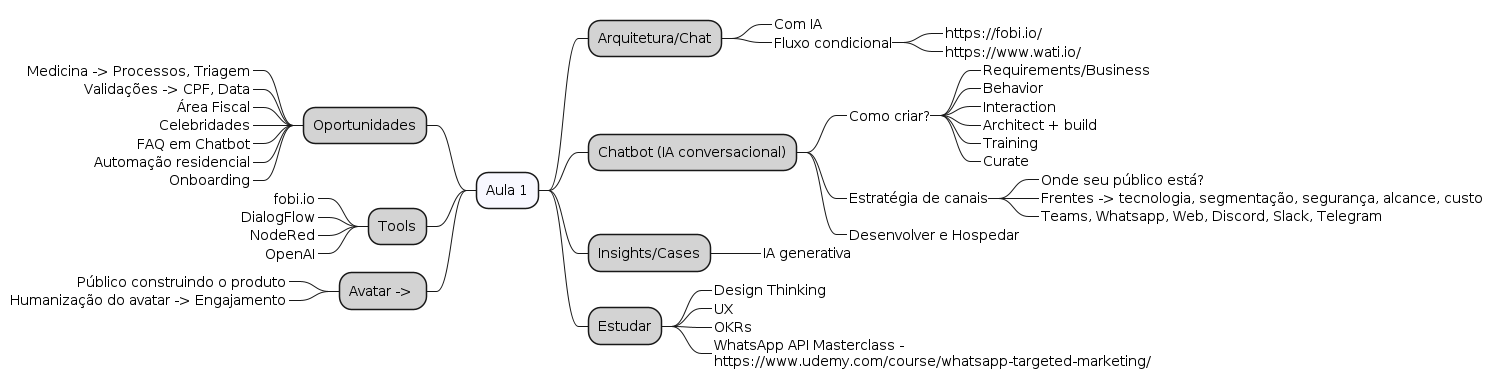 Aula 1
Arquitetura/Chat
Com IA
Fluxo condicional
https://fobi.io/
https://www.wati.io/
Chatbot (IA conversacional)
Como criar?
Requirements/Business
Behavior
Interaction
Architect + build
Training
Curate
Estratégia de canais
Onde seu público está?
Frentes -> tecnologia, segmentação, segurança, alcance, custo
Teams, Whatsapp, Web, Discord, Slack, Telegram
Desenvolver e Hospedar
Insights/Cases
IA generativa
Estudar
Design Thinking
UX
OKRs
WhatsApp API Masterclass -
https://www.udemy.com/course/whatsapp-targeted-marketing/
Oportunidades
Medicina -> Processos, Triagem
Validações -> CPF, Data
Área Fiscal
Celebridades
FAQ em Chatbot
Automação residencial
Onboarding
Tools
fobi.io
DialogFlow
NodeRed
OpenAI
Avatar ->
Público construindo o produto
Humanização do avatar -> Engajamento